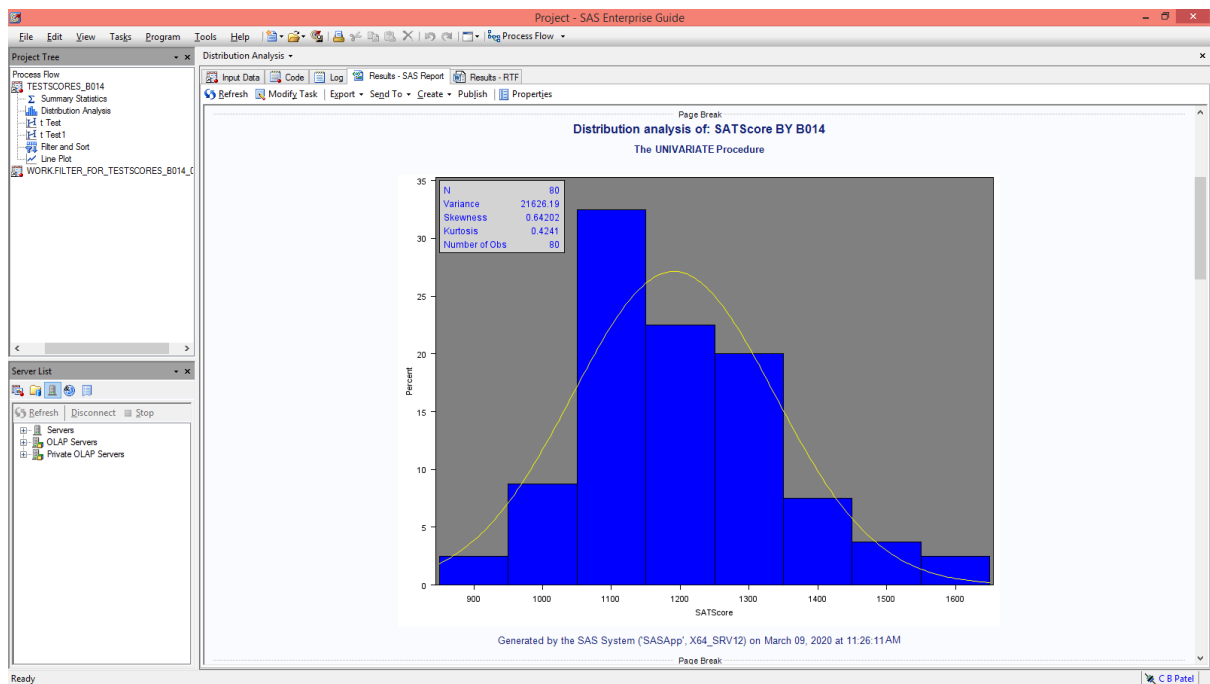 Project - SAS Enterprise Guide
File Edit View Tasks Program Tools Help Process Flow
Project Tree
Process Flow
TESTSCORES_B014
Summary Statistics
Distribution Analysis
t Test
t Test1
Filter and Sort
Line Plot
WORK.FILTER_FOR_TESTSCORES_B014_D
Server List
Refresh Disconnect Stop
Servers
OLAP Servers
Private OLAP Servers
Distribution Analysis
Input Data Code Log Results - SAS Report Results - RTF
Refresh Modify Task Export Send To Create Publish Properties
Page Break
Distribution analysis of: SATScore BY B014
The UNIVARIATE Procedure
N 80
Variance 21626.19
Skewness 0.64202
Kurtosis 0.4241
Number of Obs 80
35
30
25
20
15
10
5
0
Percent
900 1000 1100 1200 1300 1400 1500 1600
SATScore
Generated by the SAS System ('SASApp', X64_SRV12) on March 09, 2020 at 11:26:11AM
Page Break
Ready
C B Patel